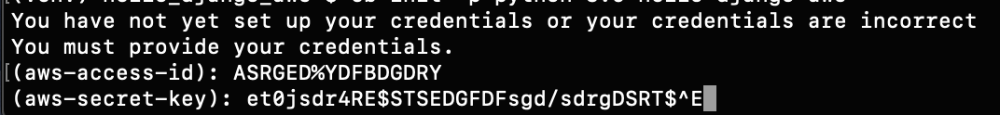 You have not yet set up your credentials or your credentials are incorrect
You must provide your credentials.
[(aws-access-id): ASRGED%YDFBDGDRY
(aws-secret-key): et0jsdr4RE$STSEDGFDFsgd/sdrgDSRT$^E